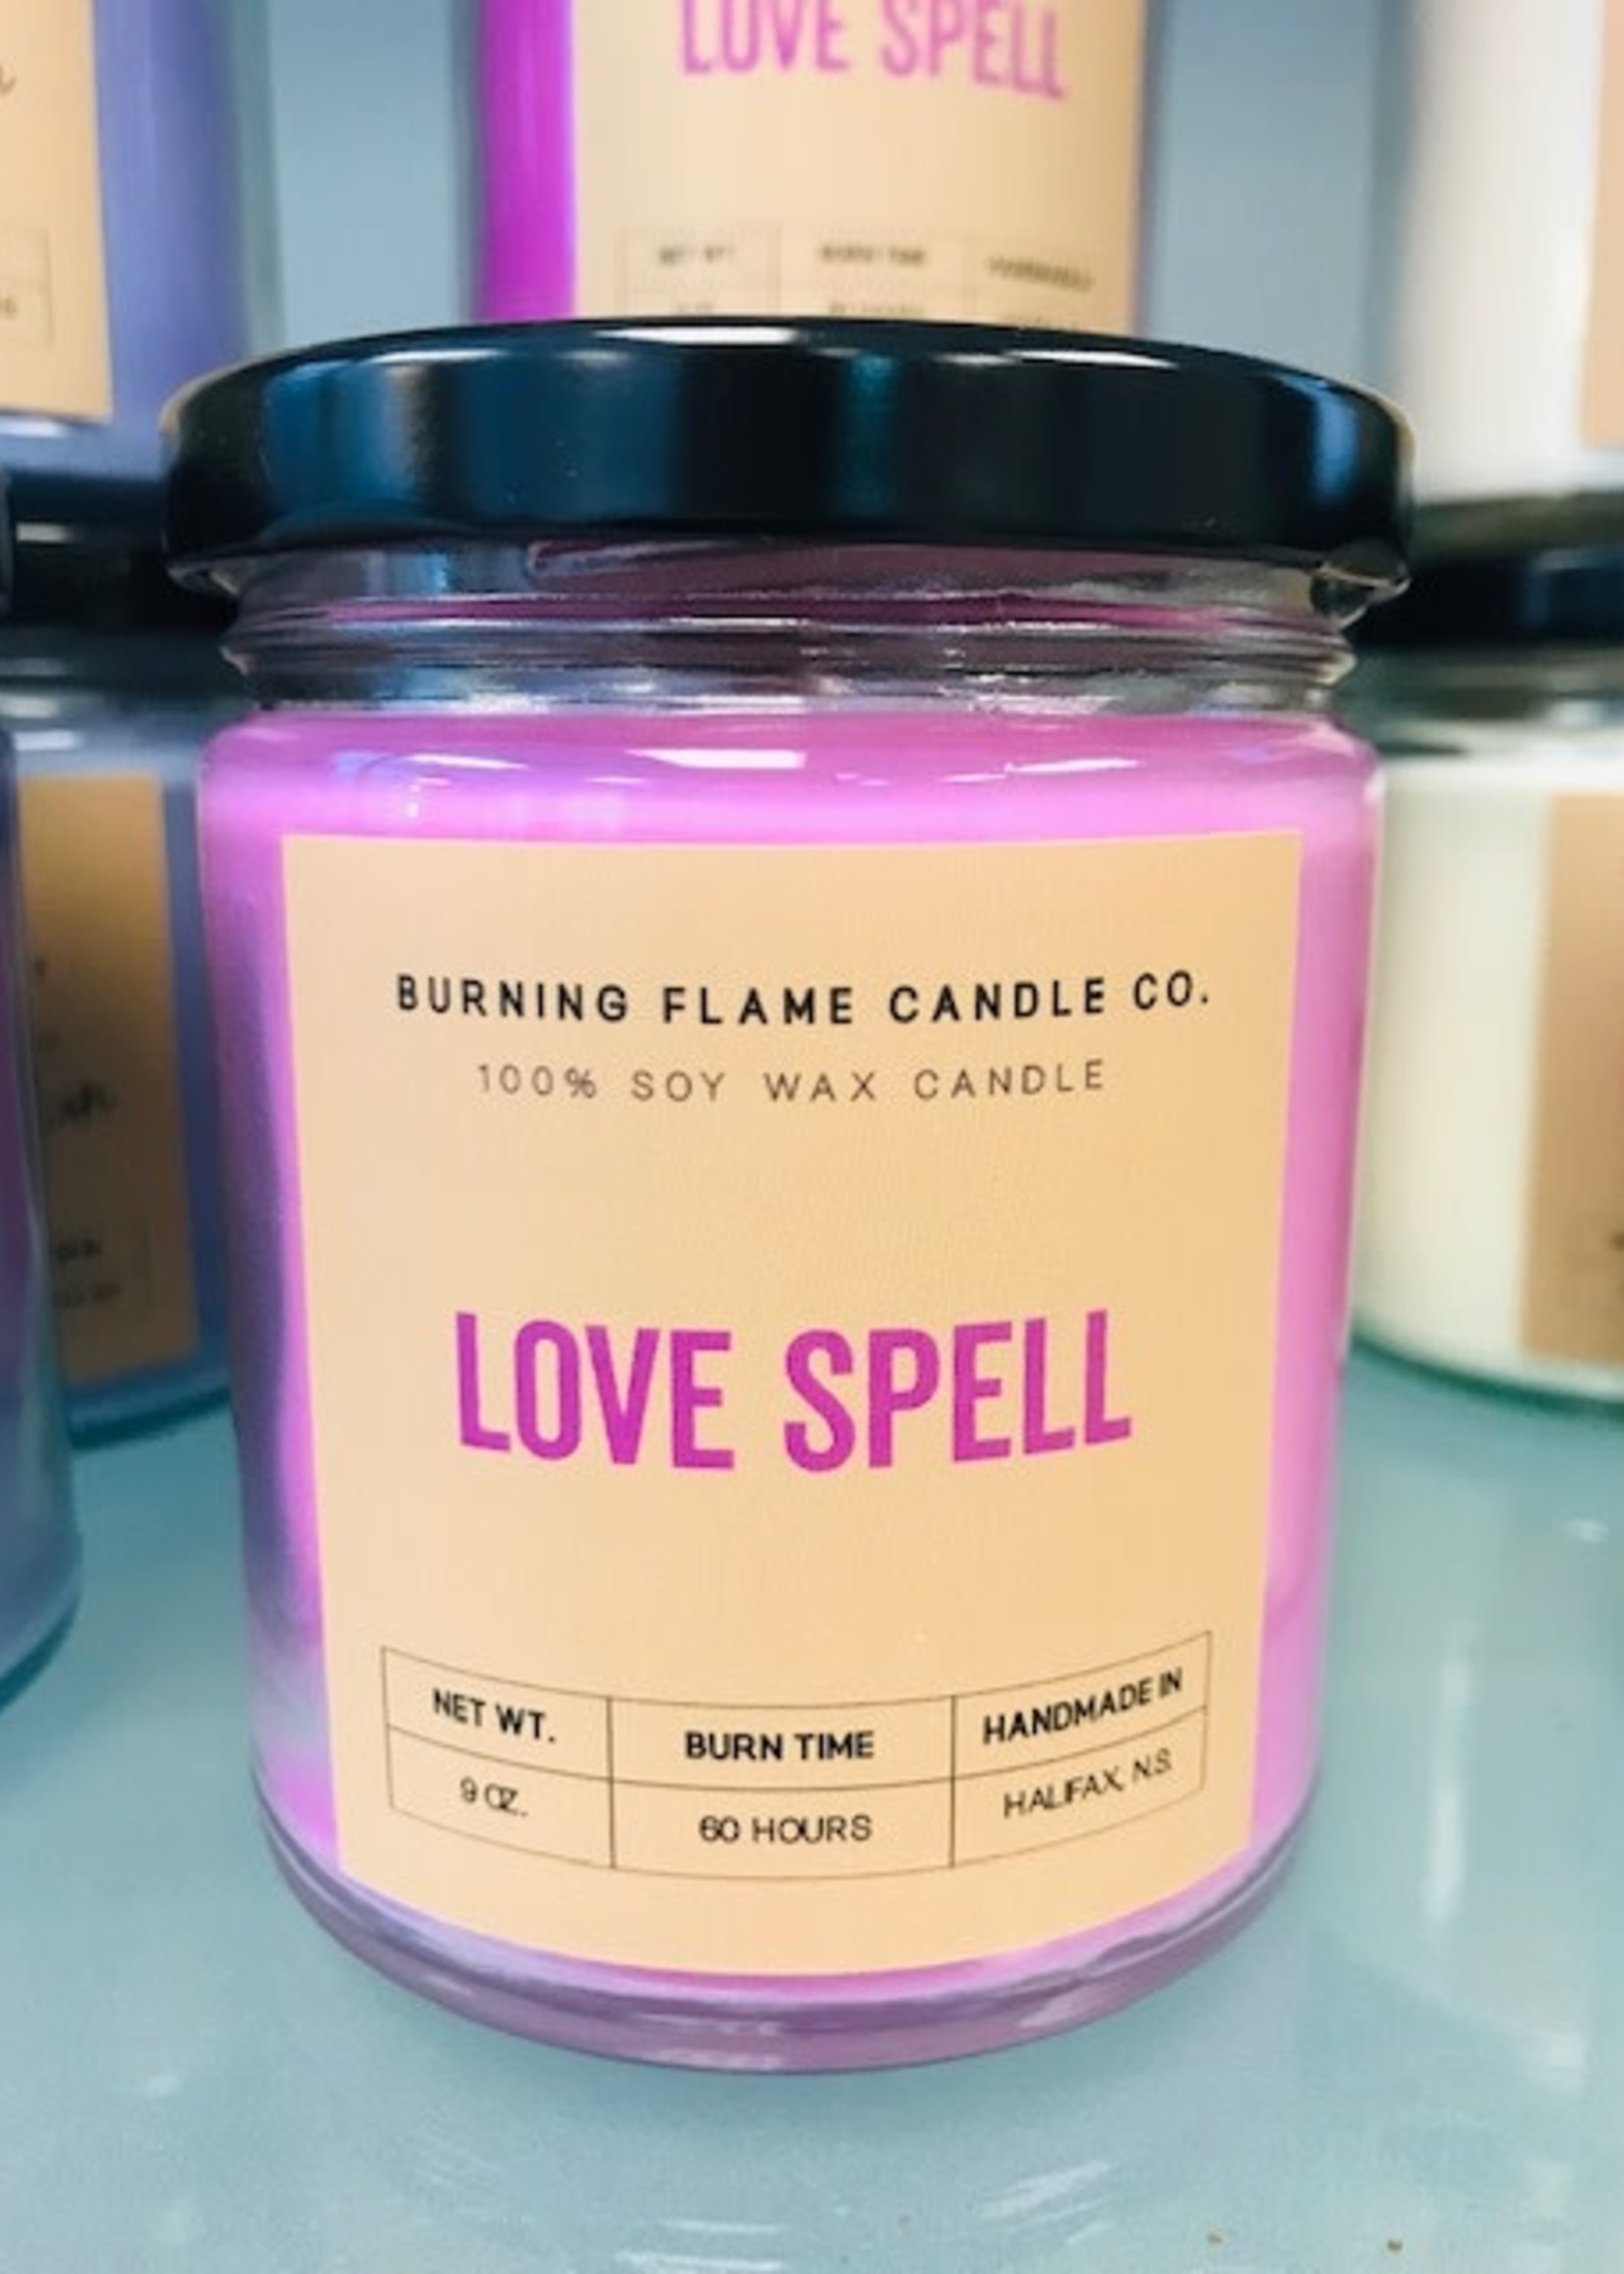 LOVE SPELL
BURNING FLAME CANDLE CO.
100% SOY WAX CANDLE
LOVE SPELL
NET WT.
9 OZ.
BURN TIME
60 HOURS
HANDMADE IN
HALIFAX, N.S.